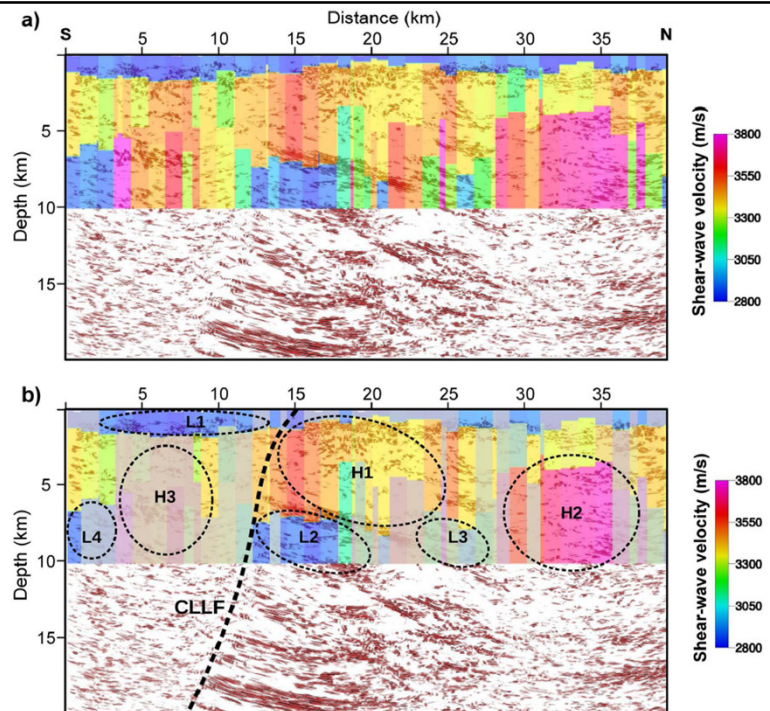 Distance (km)
a)
S 5 10 15 20 25 30 35 N
Depth (km)
5
10
15
Shear-wave velocity (m/s)
3800
3550
3300
3050
2800
b)
5 10 15 20 25 30 35
Depth (km)
5
10
15
L1
H1
H3
H2
L4
L2
L3
CLLF
Shear-wave velocity (m/s)
3800
3550
3300
3050
2800